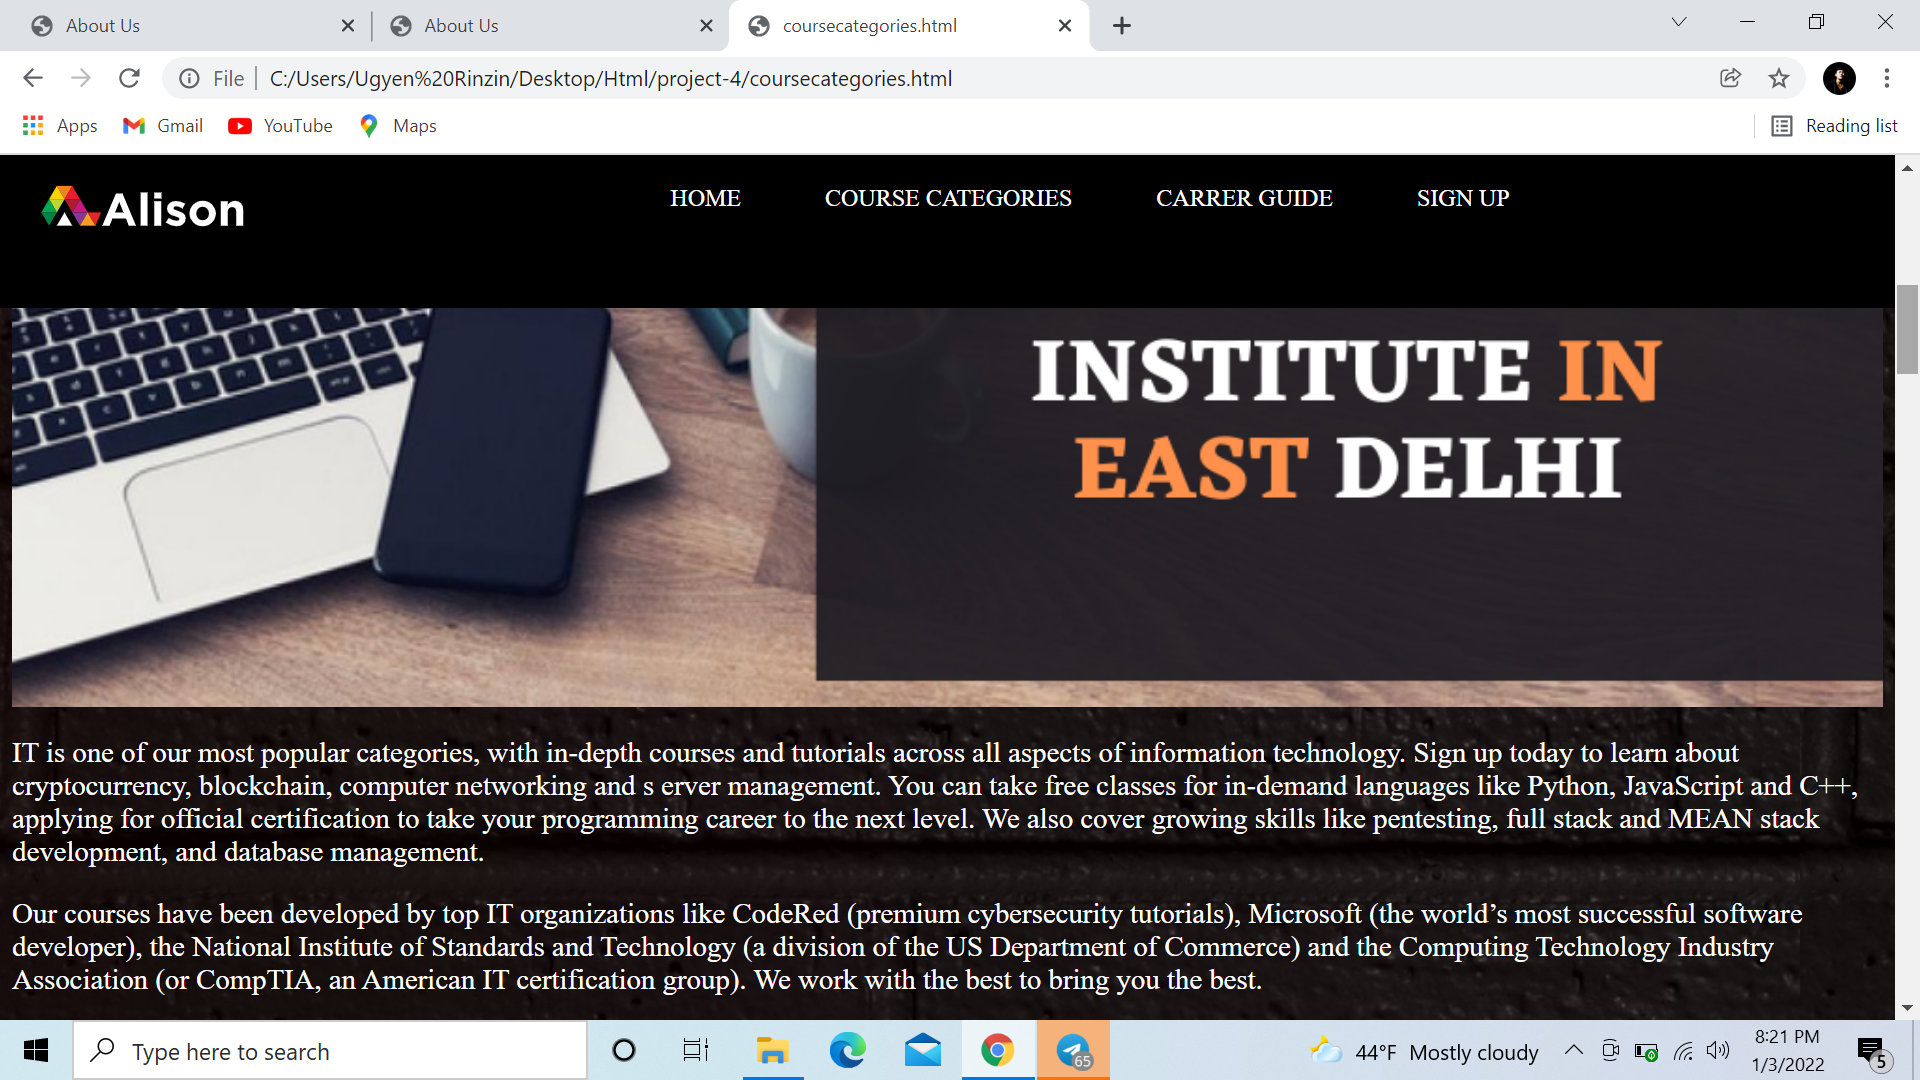 About Us
About Us
coursecategories.html
File
C:/Users/Ugyen%20Rinzin/Desktop/Html/project-4/coursecategories.html
Apps
Gmail
YouTube
Maps
Reading list
Alison
HOME
COURSE CATEGORIES
CARRER GUIDE
SIGN UP
INSTITUTE IN
EAST DELHI
IT is one of our most popular categories, with in-depth courses and tutorials across all aspects of information technology. Sign up today to learn about
cryptocurrency, blockchain, computer networking and s erver management. You can take free classes for in-demand languages like Python, JavaScript and C++,
applying for official certification to take your programming career to the next level. We also cover growing skills like pentesting, full stack and MEAN stack
development, and database management.
Our courses have been developed by top IT organizations like CodeRed (premium cybersecurity tutorials), Microsoft (the world’s most successful software
developer), the National Institute of Standards and Technology (a division of the US Department of Commerce) and the Computing Technology Industry
Association (or CompTIA, an American IT certification group). We work with the best to bring you the best.
Type here to search
65
44°F Mostly cloudy
8:21 PM
1/3/2022
5